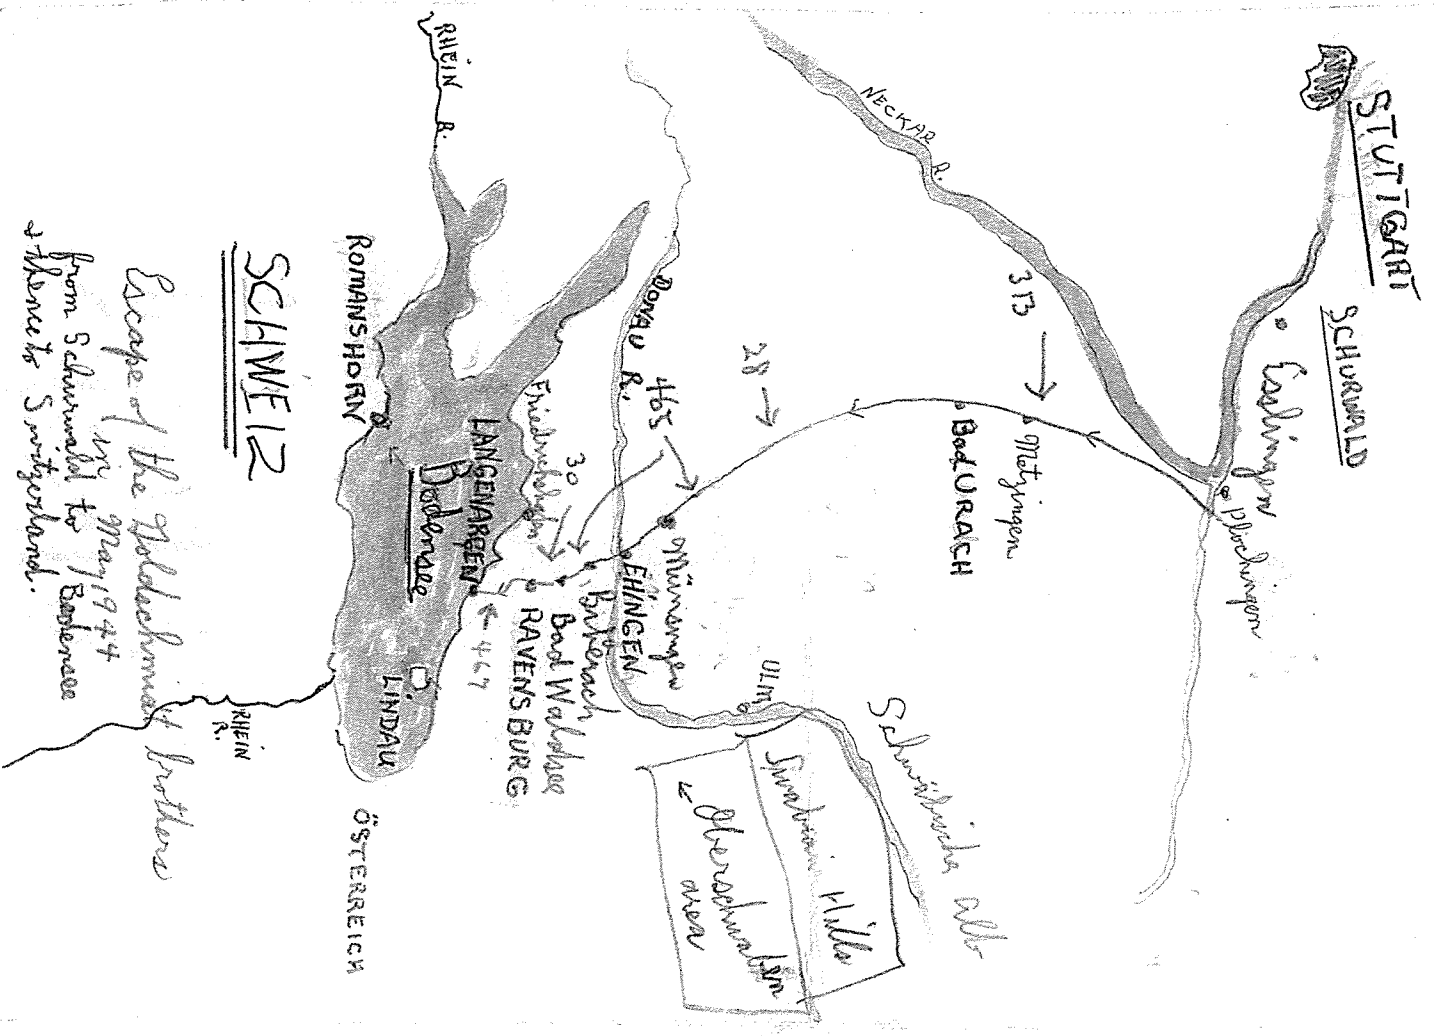 STUTTGART
SCHURWALD
Esslingen
Plochingen
NECKAR R.
313
Metzingen
Bad URACH
28
Schwäbische Alb
465
Münsingen
Ulm
Swabian Hills
← Oberschwaben
area
DONAU R.
EHINGEN
Biberach
30
Bad Waldsee
Friedrichshafen
RAVENSBURG
LANGENARGEN
467
RHEIN R.
Bodensee
LINDAU
ROMANSHORN
ÖSTERREICH
SCHWEIZ
RHEIN
R.
Escape of the Goldschmidt brothers
in May 1944
from Schurwald to Bodensee
& thence to Switzerland.